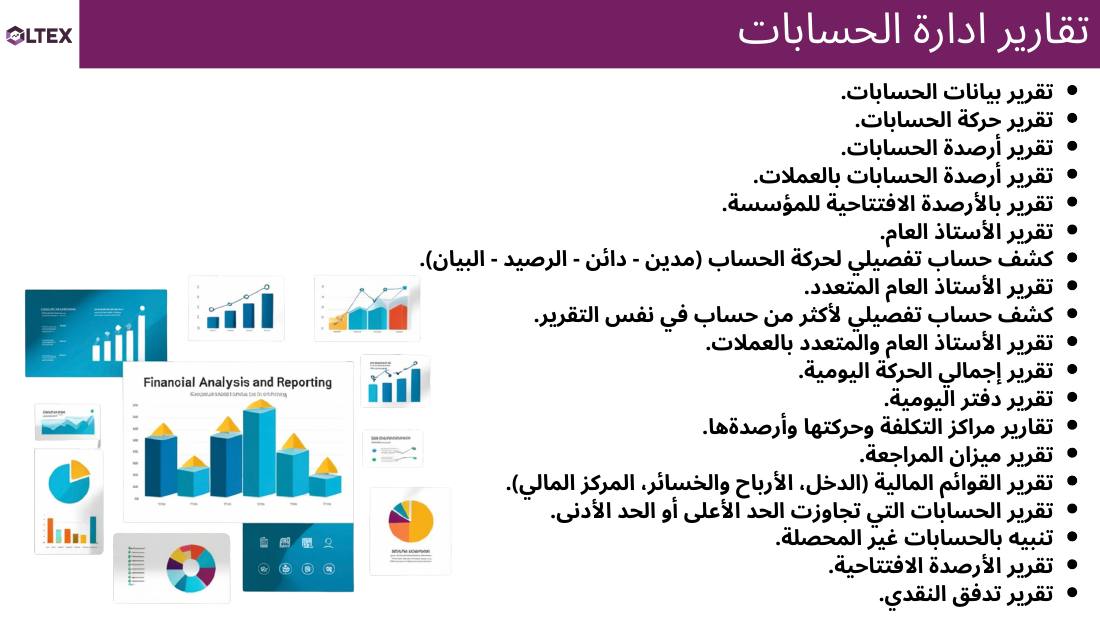 تقارير ادارة الحسابات
OLTEX
• تقرير بيانات الحسابات.
• تقرير حركة الحسابات.
• تقرير أرصدة الحسابات.
• تقرير أرصدة الحسابات بالعملات.
• تقرير بالأرصدة الافتتاحية للمؤسسة.
• تقرير الأستاذ العام.
• كشف حساب تفصيلي لحركة الحساب (مدين - دائن - الرصيد - البيان).
• تقرير الأستاذ العام المتعدد.
• كشف حساب تفصيلي لأكثر من حساب في نفس التقرير.
• تقرير الأستاذ العام والمتعدد بالعملات.
• تقرير إجمالي الحركة اليومية.
• تقرير دفتر اليومية.
• تقارير مراكز التكلفة وحركتها وأرصدةها.
• تقرير ميزان المراجعة.
• تقرير القوائم المالية (الدخل، الأرباح والخسائر، المركز المالي).
• تقرير الحسابات التي تجاوزت الحد الأعلى أو الحد الأدنى.
• تنبيه بالحسابات غير المحصلة.
• تقرير الأرصدة الافتتاحية.
• تقرير تدفق النقدي.
Financial Analysis and Reporting